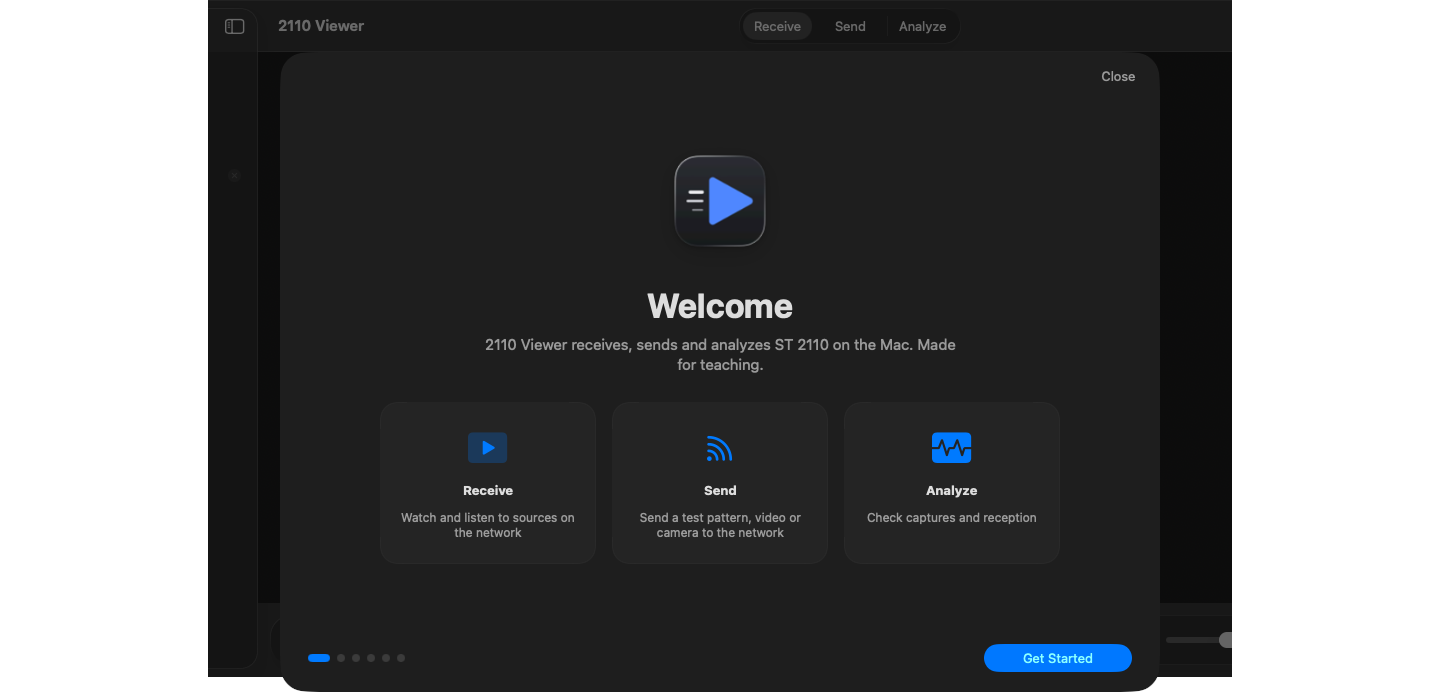 2110 Viewer
Receive
Send
Analyze
Close
Welcome
2110 Viewer receives, sends and analyzes ST 2110 on the Mac. Made
for teaching.
Receive
Watch and listen to sources on
the network
Send
Send a test pattern, video or
camera to the network
Analyze
Check captures and reception
Get Started